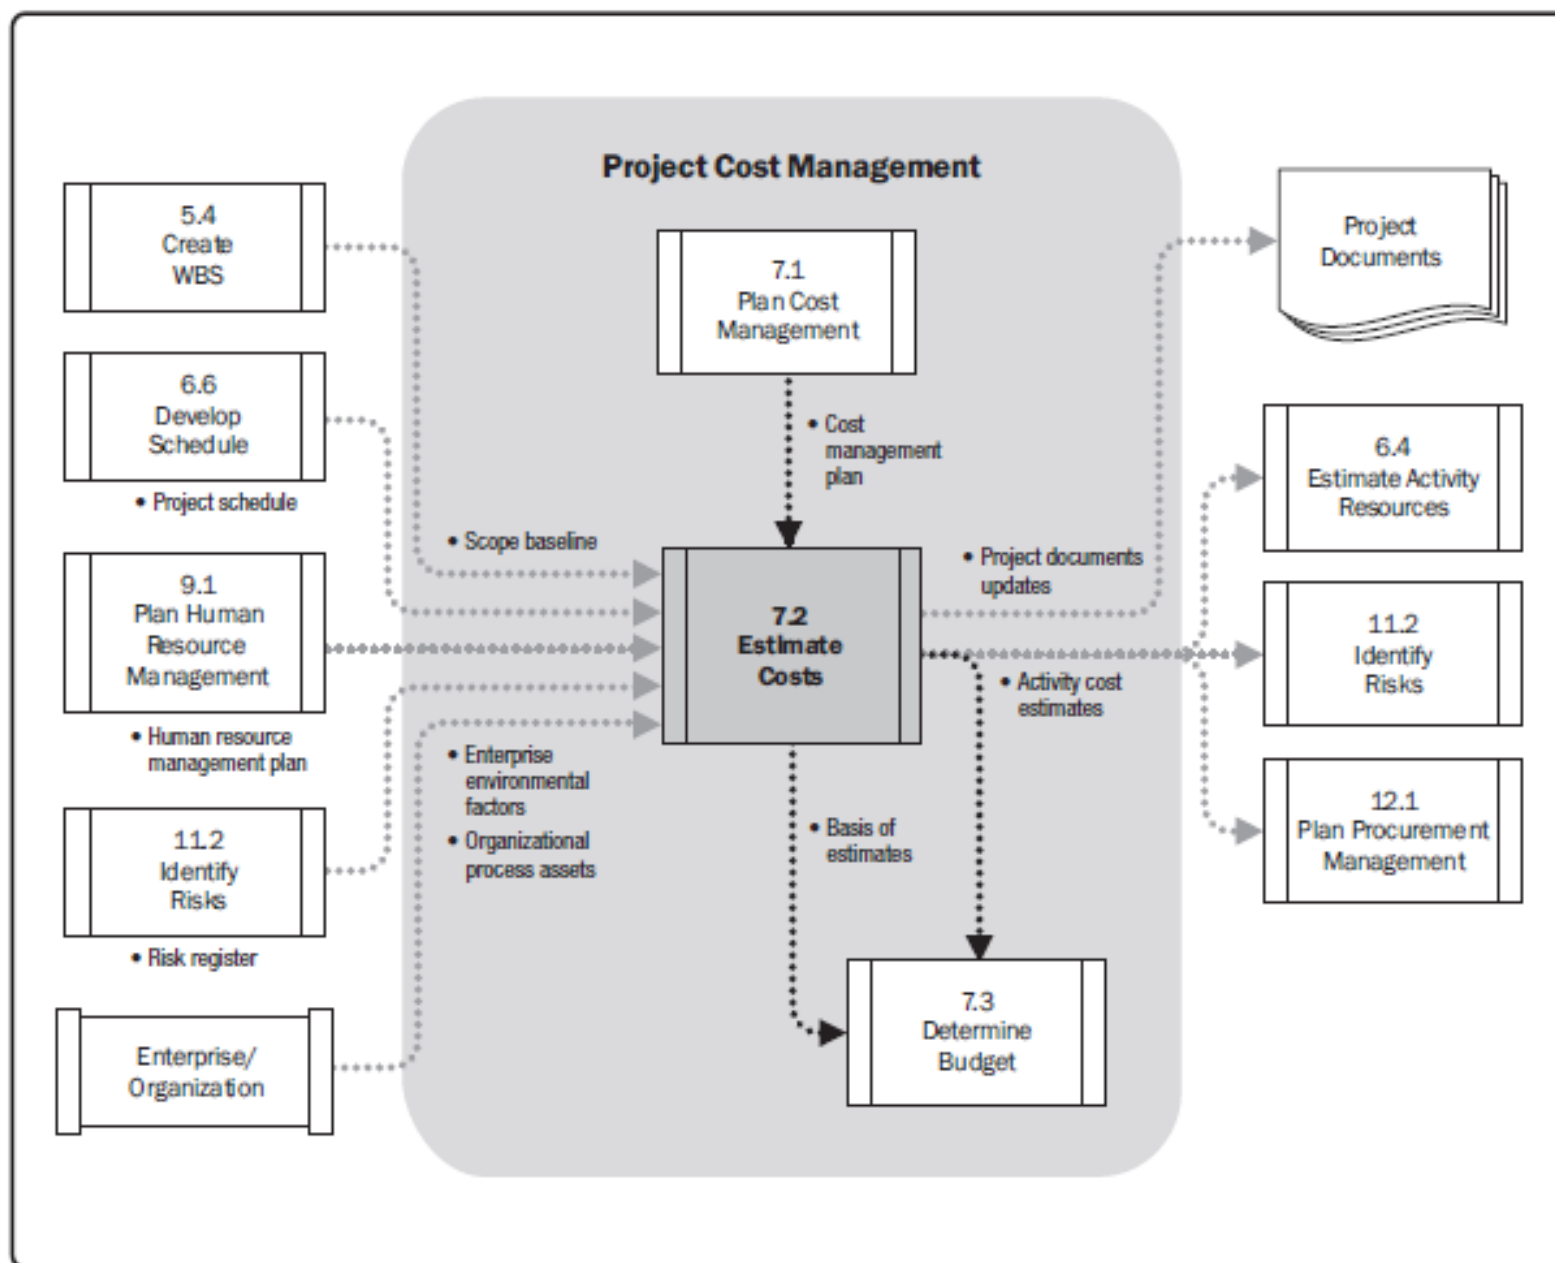 Project Cost Management
5.4
Create
WBS
6.6
Develop
Schedule
• Project schedule
9.1
Plan Human
Resource
Management
• Human resource
management plan
11.2
Identify
Risks
• Risk register
Enterprise/
Organization
7.1
Plan Cost
Management
• Cost
management
plan
• Scope baseline
7.2
Estimate
Costs
• Enterprise
environmental
factors
• Organizational
process assets
• Project documents
updates
• Activity cost
estimates
• Basis of
estimates
7.3
Determine
Budget
Project
Documents
6.4
Estimate Activity
Resources
11.2
Identify
Risks
12.1
Plan Procurement
Management